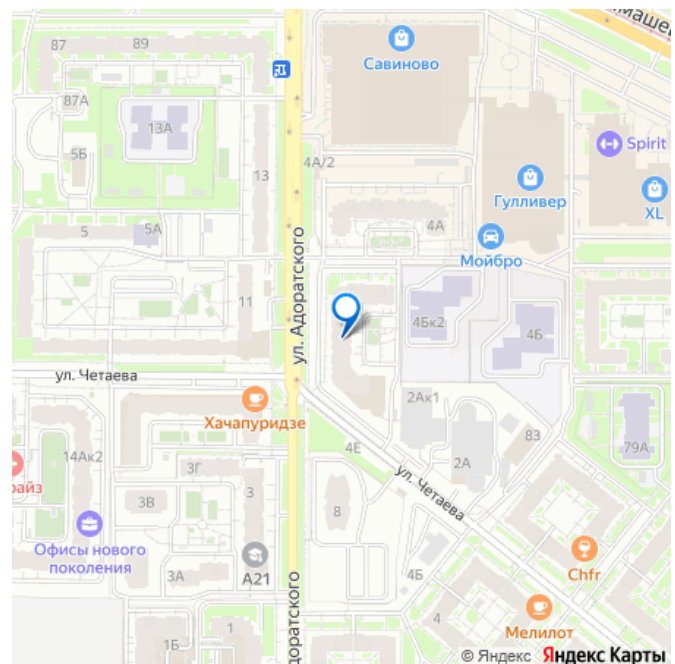 87
89
Савиново
87А
13А
5Б
13
4А/2
Spirit
Гулливер
XL
5
5А
4А
Мойбро
11
ул. Адоратского
4Бк2
4Б
ул. Четаева
Хачапуридзе
2Ак1
83
79А
14Ак2
3Г
3
4Е
2А
ул. Четаева
3В
8
Офисы нового
поколения
3А
А21
4Б
Chfr
4
Мелилот
1Б
1
© Яндекс Яндекс Карты